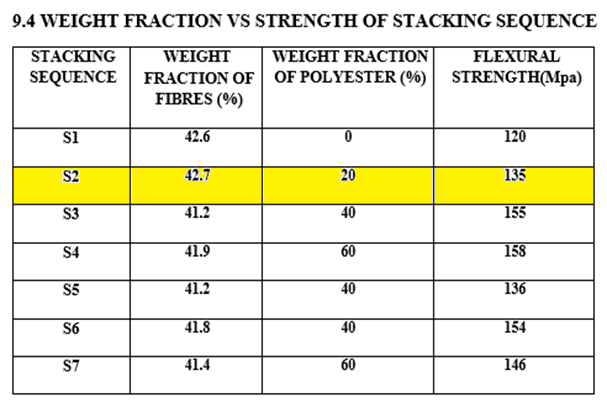 9.4 WEIGHT FRACTION VS STRENGTH OF STACKING SEQUENCE
STACKING SEQUENCE WEIGHT FRACTION OF FIBRES (%) WEIGHT FRACTION OF POLYESTER (%) FLEXURAL STRENGTH(Mpa)
S1 42.6 0 120
S2 42.7 20 135
S3 41.2 40 155
S4 41.9 60 158
S5 41.2 40 136
S6 41.8 40 154
S7 41.4 60 146